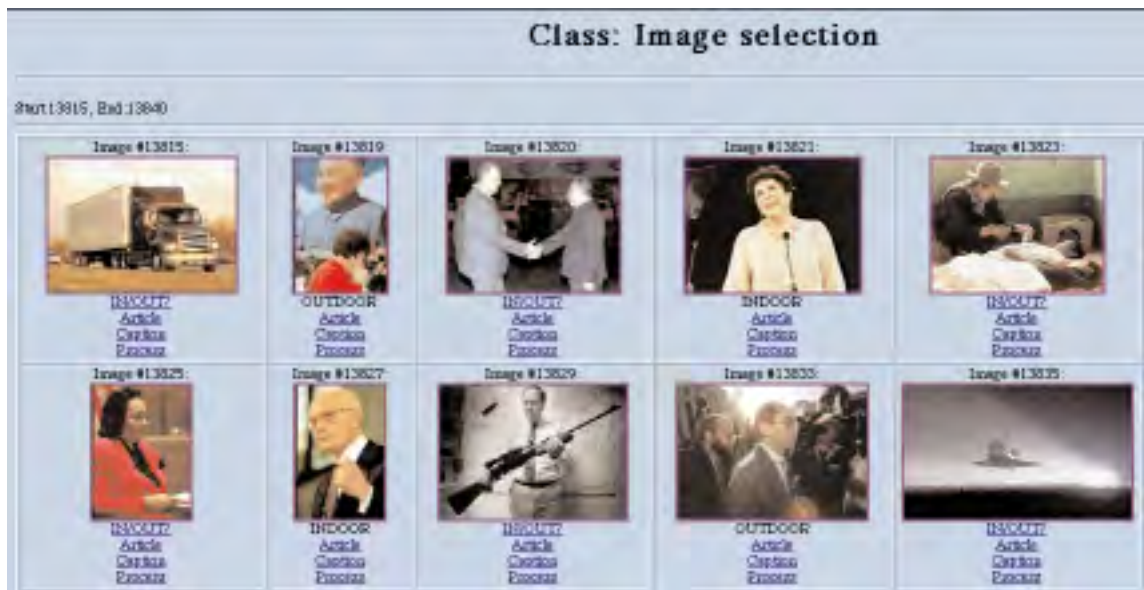 Class: Image selection
Start:13815, End:13840
Image #13815:
IN/OUT?
Article
Caption
Process
Image #13819:
OUTDOOR
Article
Caption
Process
Image #13820:
IN/OUT?
Article
Caption
Process
Image #13821:
INDOOR
Article
Caption
Process
Image #13823:
IN/OUT?
Article
Caption
Process
Image #13825:
IN/OUT?
Article
Caption
Process
Image #13827:
INDOOR
Article
Caption
Process
Image #13829:
IN/OUT?
Article
Caption
Process
Image #13833:
OUTDOOR
Article
Caption
Process
Image #13835:
IN/OUT?
Article
Caption
Process